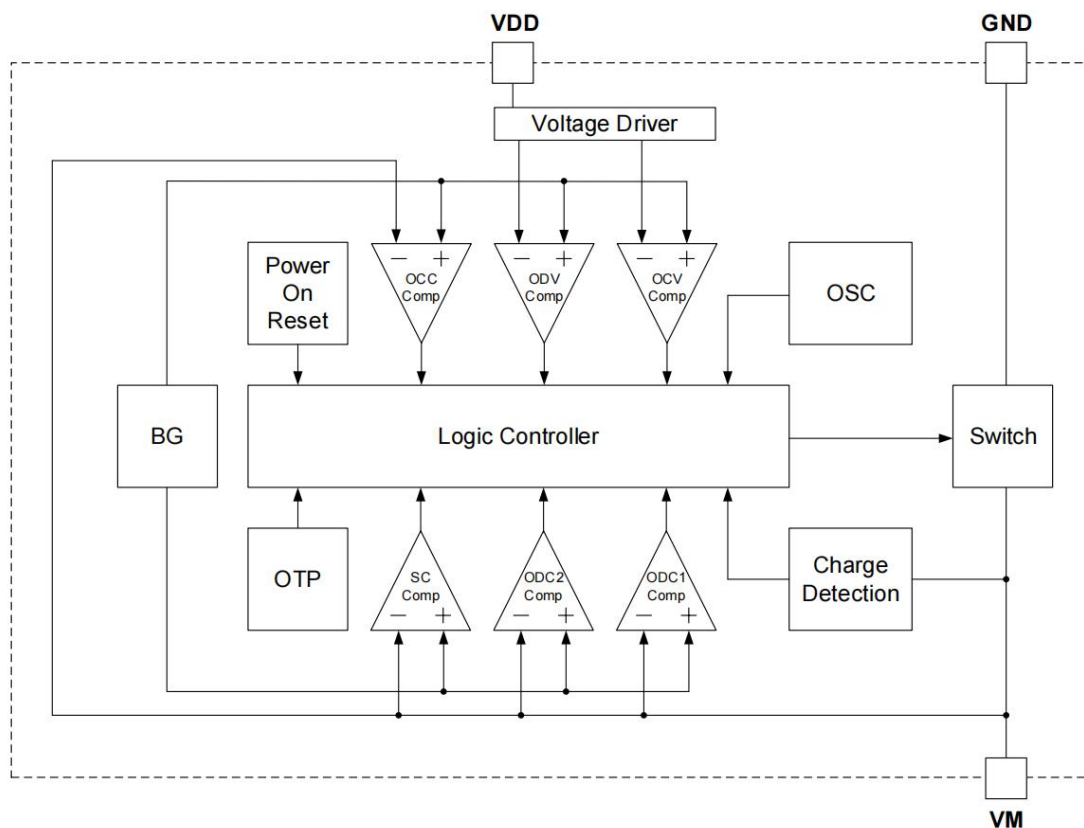 VDD
GND
Voltage Driver
− +
OCC
Comp
− +
ODV
Comp
− +
OCV
Comp
Power
On
Reset
OSC
BG
Logic Controller
Switch
OTP
SC
Comp
− +
ODC2
Comp
− +
ODC1
Comp
− +
Charge
Detection
VM